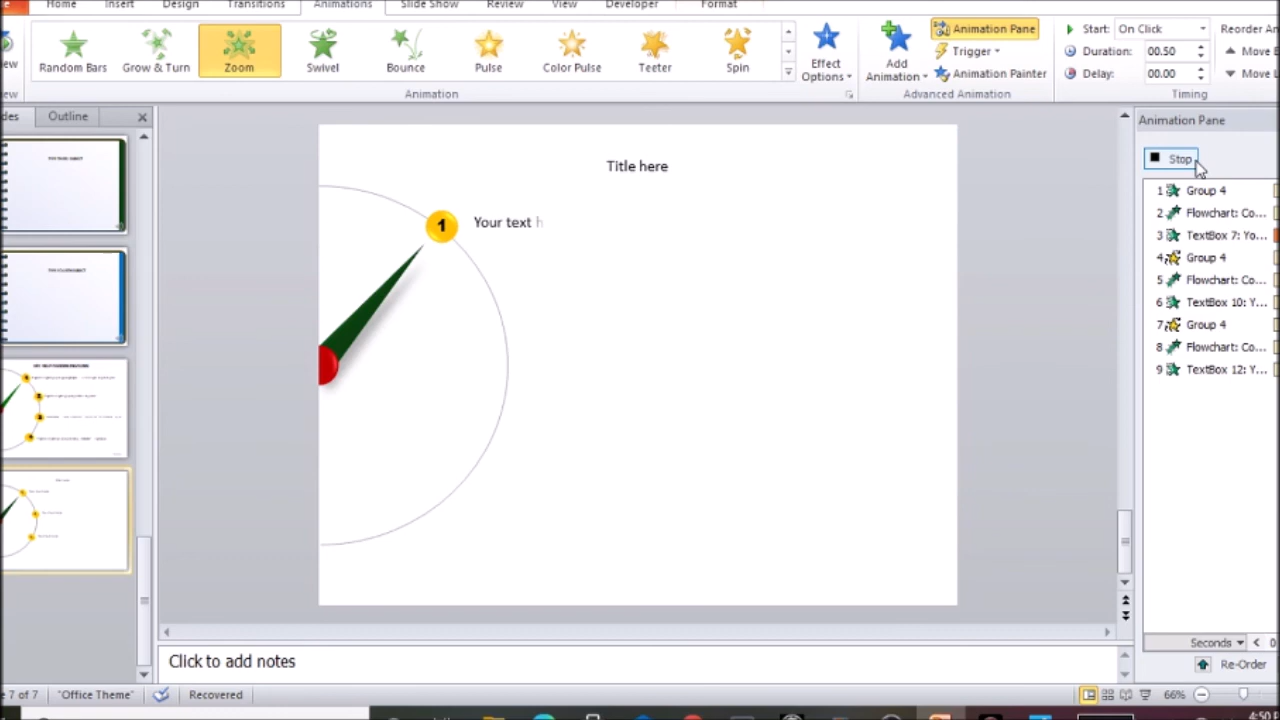 Home Insert Design Transitions Animations Slide Show Review View Developer Format
Random Bars Grow & Turn Zoom Swivel Bounce Pulse Color Pulse Teeter Spin
Effect Options
Add Animation
Animation Pane
Trigger
Animation Painter
Start: On Click
Duration: 00.50
Delay: 00.00
Reorder
Move
Move
Animation Advanced Animation Timing
Outline
Animation Pane
Stop
1 Group 4
2 Flowchart: Co...
3 TextBox 7: Yo...
4 Group 4
5 Flowchart: Co...
6 TextBox 10: Y...
7 Group 4
8 Flowchart: Co...
9 TextBox 12: Y...
Title here
1
Your text h
Seconds
Re-Order
Click to add notes
7 of 7 "Office Theme" Recovered 66%
4:50